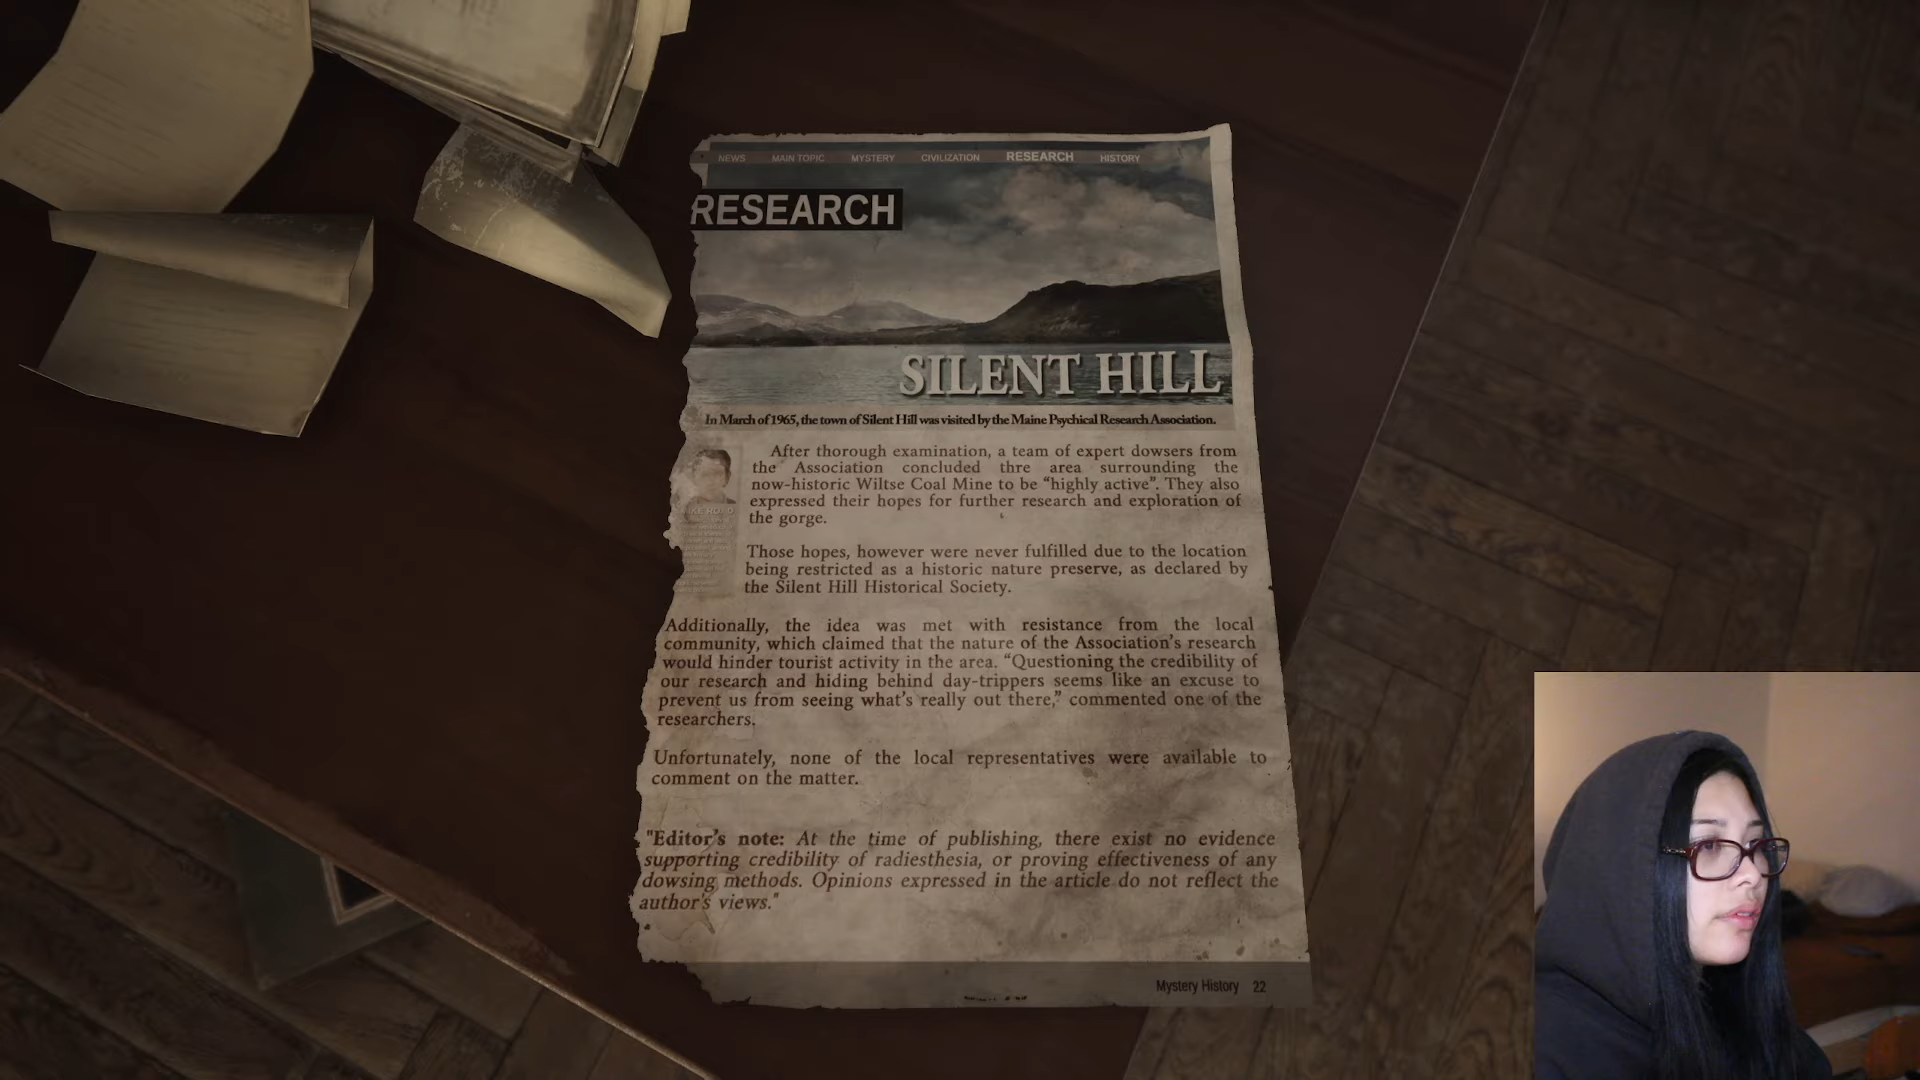 NEWS MAIN TOPIC MYSTERY CIVILIZATION RESEARCH HISTORY
RESEARCH
SILENT HILL
In March of 1965, the town of Silent Hill was visited by the Maine Psychical Research Association.
After thorough examination, a team of expert dowsers from
the Association concluded thre area surrounding the
now-historic Wiltse Coal Mine to be “highly active”. They also
expressed their hopes for further research and exploration of
the gorge.
Those hopes, however were never fulfilled due to the location
being restricted as a historic nature preserve, as declared by
the Silent Hill Historical Society.
Additionally, the idea was met with resistance from the local
community, which claimed that the nature of the Association’s research
would hinder tourist activity in the area. “Questioning the credibility of
our research and hiding behind day-trippers seems like an excuse to
prevent us from seeing what’s really out there,” commented one of the
researchers.
Unfortunately, none of the local representatives were available to
comment on the matter.
"Editor’s note: At the time of publishing, there exist no evidence
supporting credibility of radiesthesia, or proving effectiveness of any
dowsing methods. Opinions expressed in the article do not reflect the
author's views."
Mystery History 22